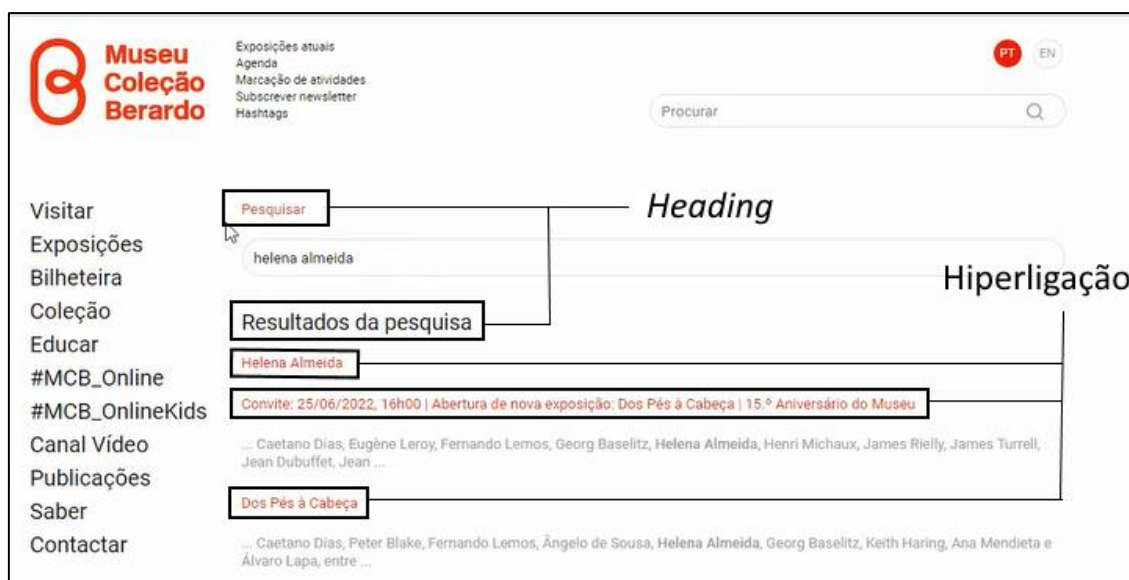 Museu
Coleção
Berardo
Exposições atuais
Agenda
Marcação de atividades
Subscrever newsletter
Hashtags
PT EN
Procurar
Visitar
Exposições
Bilheteira
Coleção
Educar
#MCB_Online
#MCB_OnlineKids
Canal Vídeo
Publicações
Saber
Contactar
Pesquisar
Heading
helena almeida
Hiperligação
Resultados da pesquisa
Helena Almeida
Convite: 25/06/2022, 16h00 | Abertura de nova exposição: Dos Pés à Cabeça | 15.º Aniversário do Museu
... Caetano Dias, Eugène Leroy, Fernando Lemos, Georg Baselitz, Helena Almeida, Henri Michaux, James Rielly, James Turrell,
Jean Dubuffet, Jean ...
Dos Pés à Cabeça
... Caetano Dias, Peter Blake, Fernando Lemos, Ângelo de Sousa, Helena Almeida, Georg Baselitz, Keith Haring, Ana Mendieta e
Álvaro Lapa, entre ...